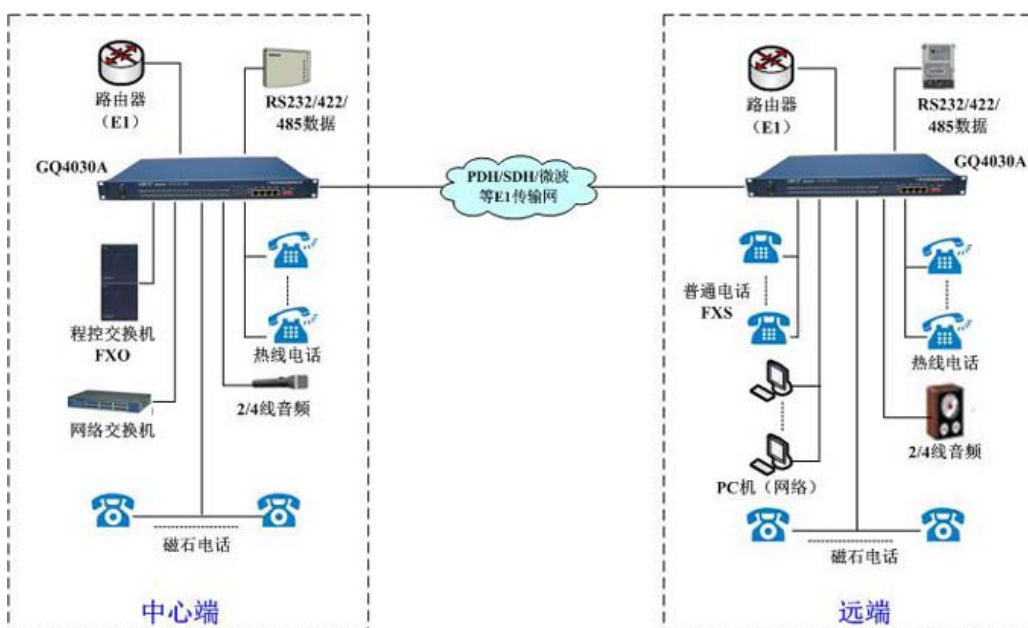 路由器
（E1）
RS232/422/
485数据
GQ4030A
程控交换机
FXO
热线电话
网络交换机
2/4线音频
磁石电话
中心端
PDH/SDH/微波
等E1传输网
路由器
（E1）
RS232/422/
485数据
GQ4030A
普通电话
FXS
热线电话
2/4线音频
PC机（网络）
磁石电话
远端